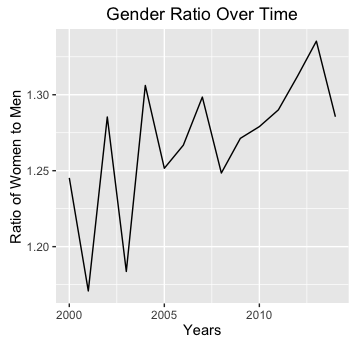 Gender Ratio Over Time
Ratio of Women to Men
1.30
1.25
1.20
2000 2005 2010
Years